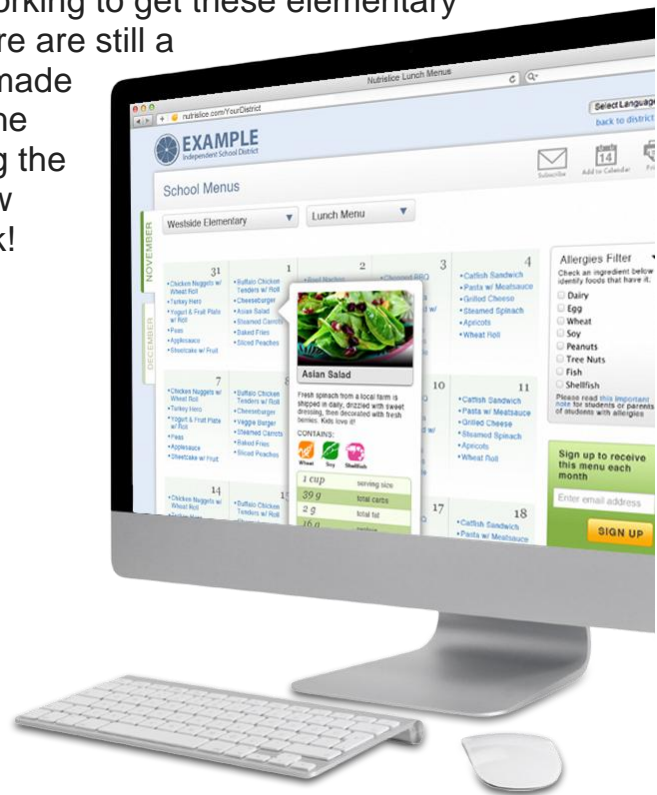 orking to get these elementary
re are still a
made
ne
g the
w
k!
Nutrislice Lunch Menus
nutrislice.com/YourDistrict
Select Language
back to district
EXAMPLE
Independent School District
14
Subscribe
Add to Calendar
School Menus
Westside Elementary
Lunch Menu
NOVEMBER
DECEMBER
31
•Chicken Nuggets w/
Wheat Roll
•Turkey Hero
•Yogurt & Fruit Plate
w/ Roll
•Peas
•Applesauce
•Sheetcake w/ Fruit
1
•Buffalo Chicken
Tenders w/ Roll
•Cheeseburger
•Asian Salad
•Steamed Carrots
•Baked Fries
•Sliced Peaches
2
3
4
•Catfish Sandwich
•Pasta w/ Meatsauce
•Grilled Cheese
•Steamed Spinach
•Apricots
•Wheat Roll
7
•Chicken Nuggets w/
Wheat Roll
•Turkey Hero
•Yogurt & Fruit Plate
w/ Roll
•Peas
•Applesauce
•Sheetcake w/ Fruit
8
•Buffalo Chicken
Tenders w/ Roll
•Cheeseburger
•Veggie Burger
•Steamed Carrots
•Baked Fries
•Sliced Peaches
10
11
•Catfish Sandwich
•Pasta w/ Meatsauce
•Grilled Cheese
•Steamed Spinach
•Apricots
•Wheat Roll
14
•Chicken Nuggets w/
Wheat Roll
•Buffalo Chicken
Tenders w/ Roll
•Cheeseburger
17
18
•Catfish Sandwich
•Pasta w/ Meatsauce
Asian Salad
Fresh spinach from a local farm is
shipped in daily, drizzled with sweet
dressing, then decorated with fresh
berries. Kids love it!
CONTAINS:
Wheat Soy Shellfish
1 cup serving size
39 g total carbs
2 g total fat
16 g
Allergies Filter
Check an ingredient below
identify foods that have it.
Dairy
Egg
Wheat
Soy
Peanuts
Tree Nuts
Fish
Shellfish
Please read this important
note for students or parents
of students with allergies
Sign up to receive
this menu each
month
Enter email address
SIGN UP